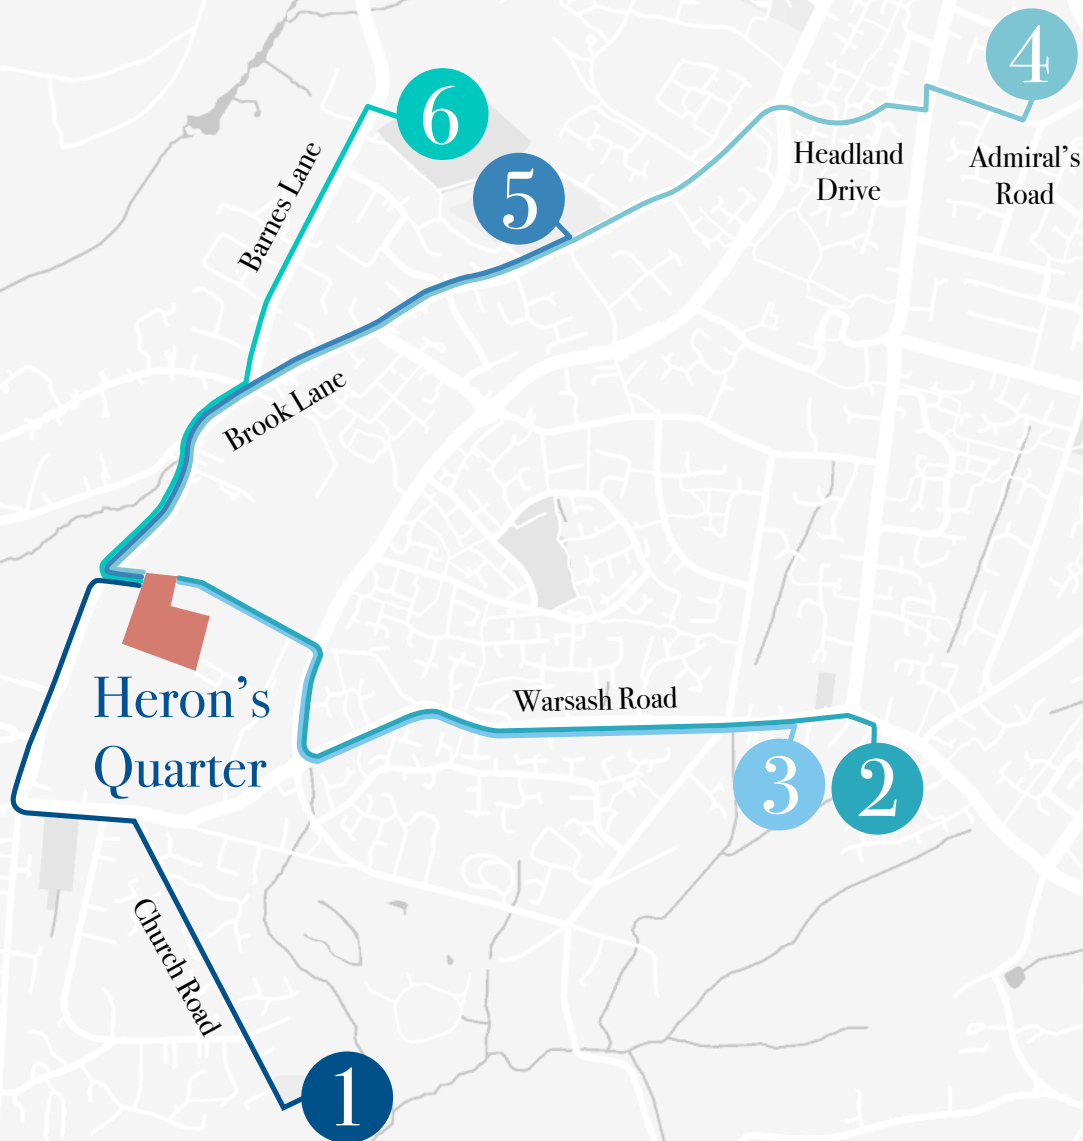 4
6
Headland
Drive
Admiral's
Road
Barnes Lane
5
Brook Lane
Heron's
Quarter
Warsash Road
3
2
Church Road
1